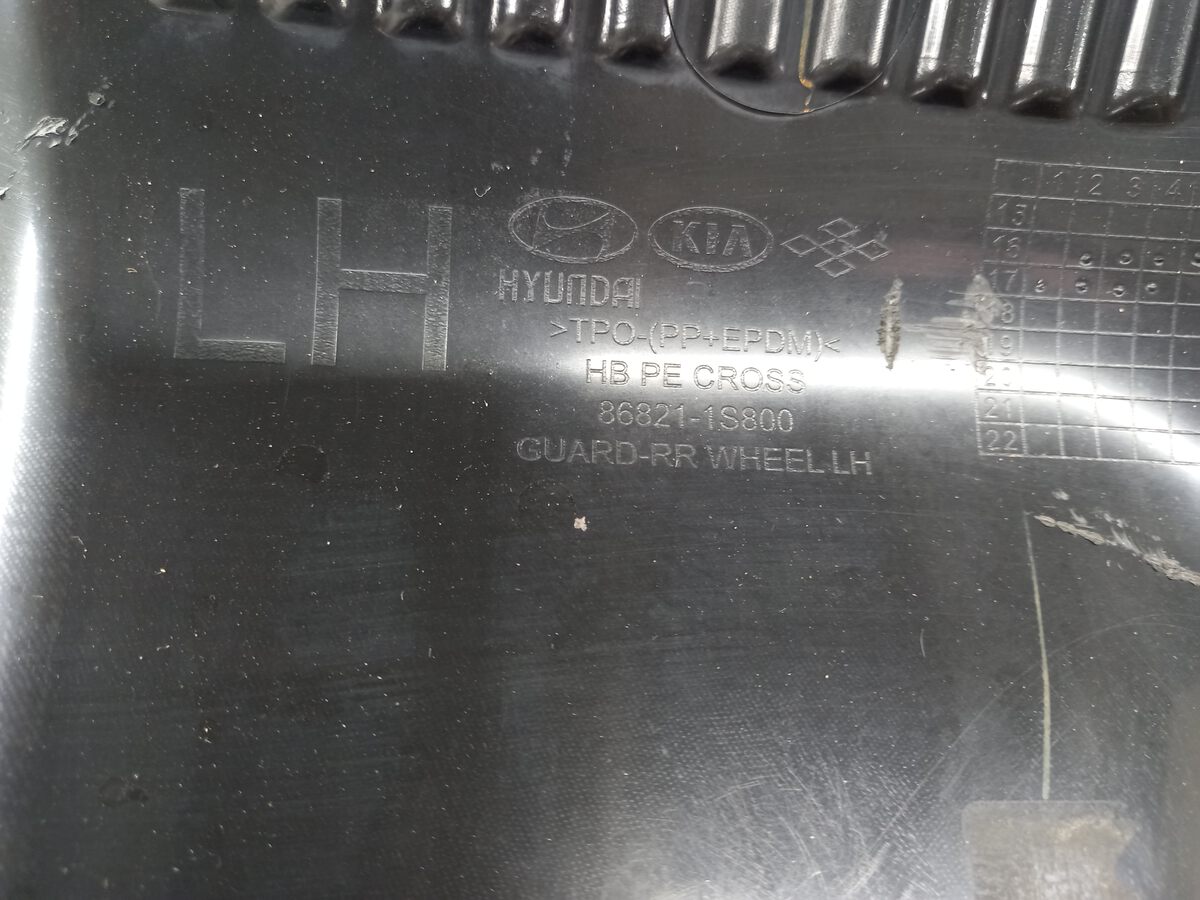 LH
KIA
HYUNDAI
>TPO-(PP+EPDM)<
HB PE CROSS
86821-1S800
GUARD-RR WHEEL LH
1 2 3 4
15
16
17
18
19
20
21
22